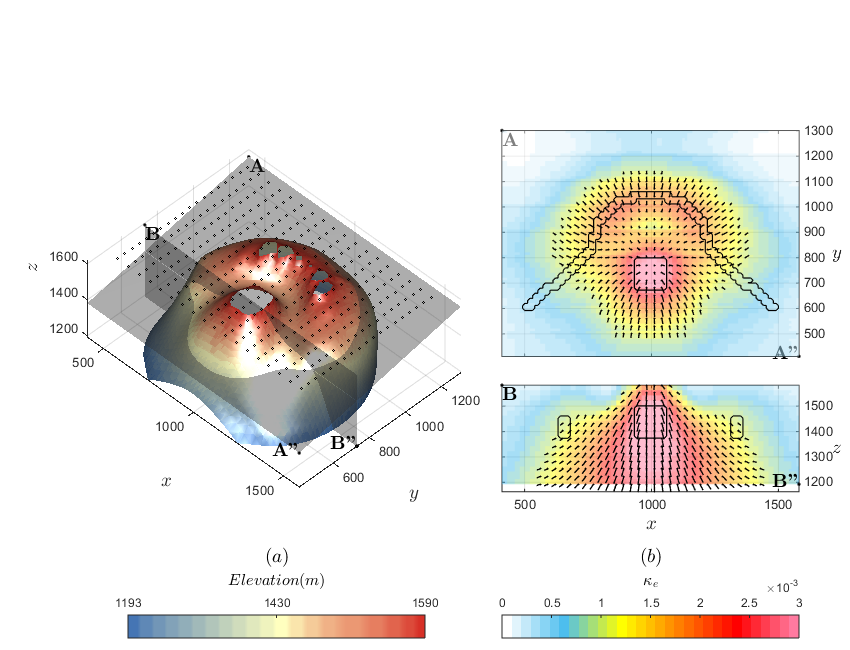 A
B
z
1600
1400
1200
500
1000
1500
x
A”
B”
600
800
1000
1200
y
A
1300
1200
1100
1000
900
800
700
600
500
y
A”
B
1500
1400
1300
1200
z
B”
500
1000
1500
x
(a)
(b)
Elevation(m)
κe
×10-3
1193
1430
1590
0
0.5
1
1.5
2
2.5
3